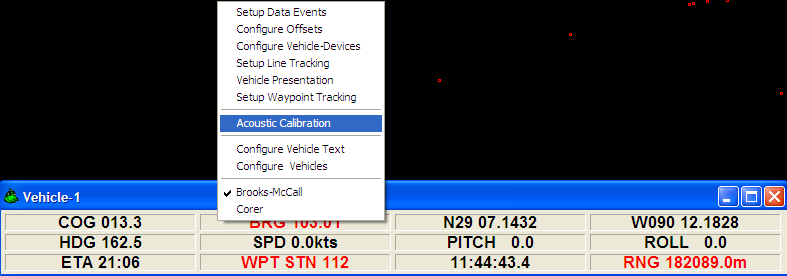 Setup Data Events
Configure Offsets
Configure Vehicle-Devices
Setup Line Tracking
Vehicle Presentation
Setup Waypoint Tracking
Acoustic Calibration
Configure Vehicle Text
Configure Vehicles
Brooks-McCall
Corer
Vehicle-1
COG 013.3 BRG 103.01 N29 07.1432 W090 12.1828
HDG 162.5 SPD 0.0kts PITCH 0.0 ROLL 0.0
ETA 21:06 WPT STN 112 11:44:43.4 RNG 182089.0m